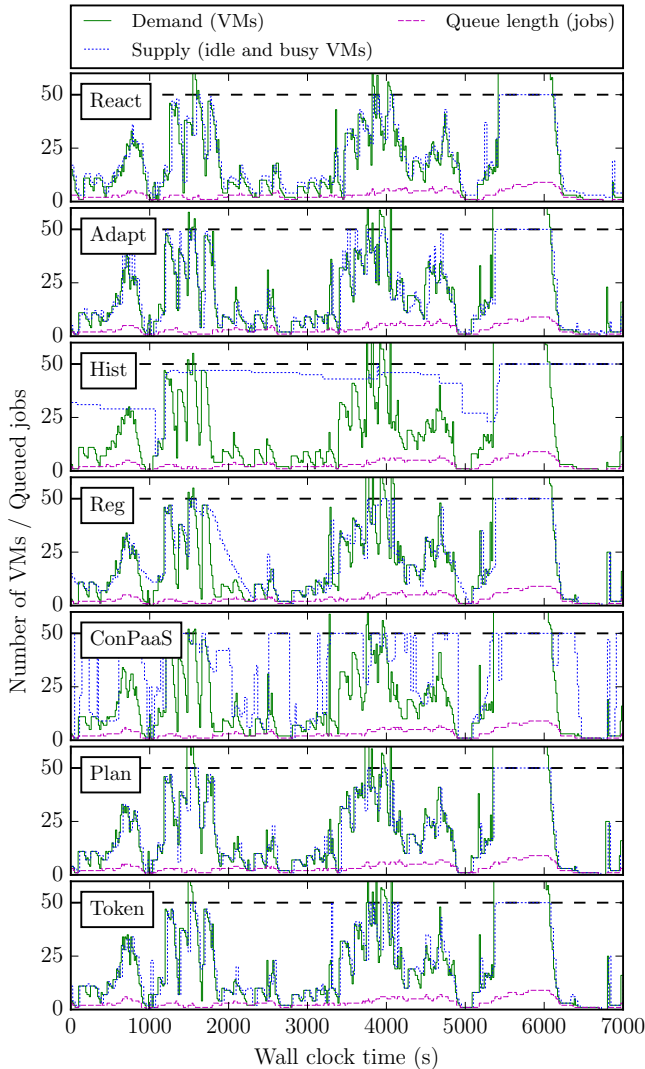 Demand (VMs)
Supply (idle and busy VMs)
Queue length (jobs)
Number of VMs / Queued jobs
50
25
0
React
50
25
0
Adapt
50
25
0
Hist
50
25
0
Reg
50
25
0
ConPaaS
50
25
0
Plan
50
25
0
Token
0 1000 2000 3000 4000 5000 6000 7000
Wall clock time (s)